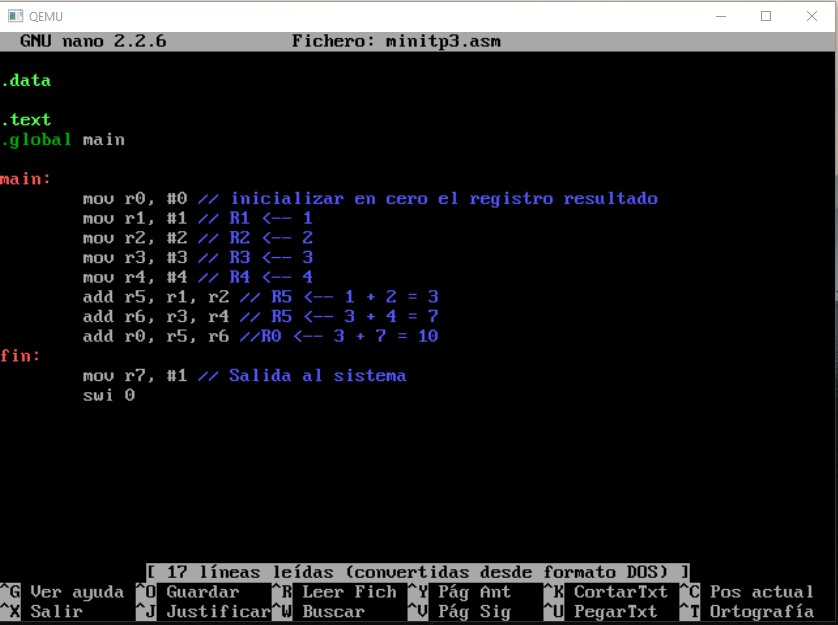 QEMU
GNU nano 2.2.6 Fichero: minitp3.asm
.data
.text
.global main
main:
mov r0, #0 // inicializar en cero el registro resultado
mov r1, #1 // R1 <-- 1
mov r2, #2 // R2 <-- 2
mov r3, #3 // R3 <-- 3
mov r4, #4 // R4 <-- 4
add r5, r1, r2 // R5 <-- 1 + 2 = 3
add r6, r3, r4 // R5 <-- 3 + 4 = 7
add r0, r5, r6 //R0 <-- 3 + 7 = 10
fin:
mov r7, #1 // Salida al sistema
swi 0
[ 17 líneas leídas (convertidas desde formato DOS) ]
^G Ver ayuda ^O Guardar ^R Leer Fich ^Y Pág Ant ^K CortarTxt ^C Pos actual
^X Salir ^J Justificar ^W Buscar ^V Pág Sig ^U PegarTxt ^T Ortografía